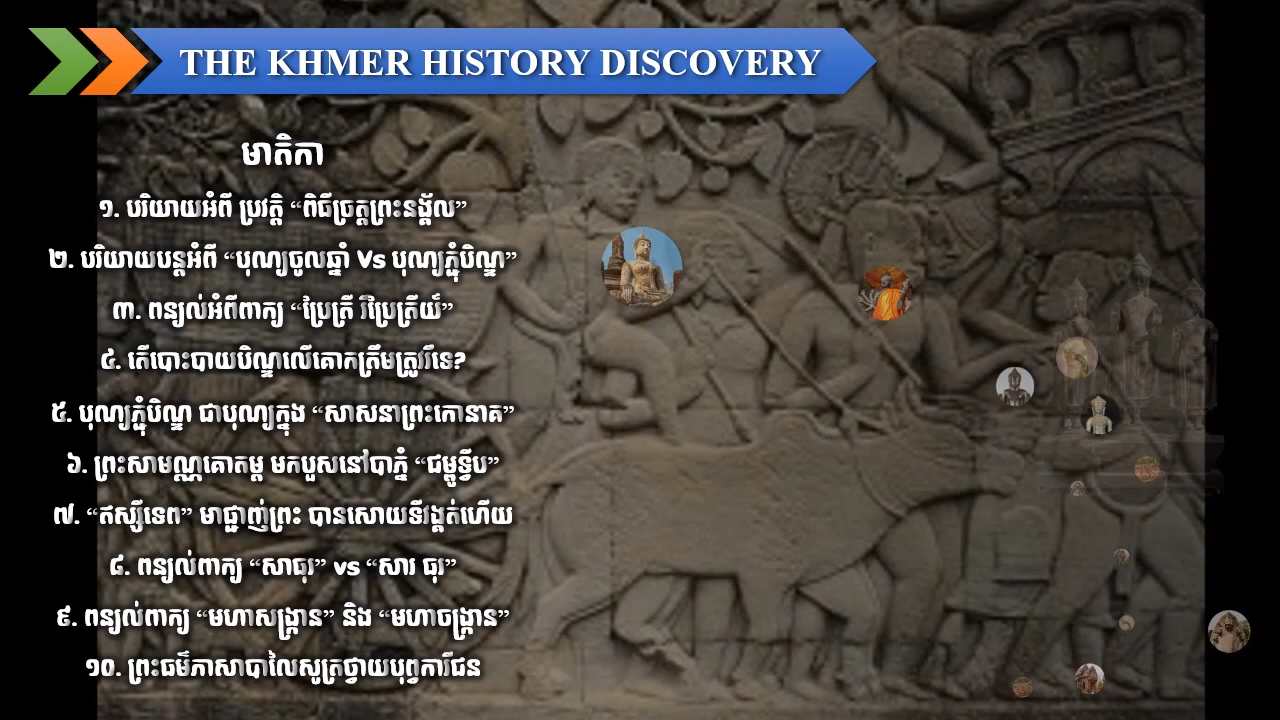 THE KHMER HISTORY DISCOVERY
មាតិកា
១. បរិយាយអំពី ប្រវត្តិ “ពិធីច្រត្តព្រះនង្គ័ល”
២. បរិយាយបន្តអំពី “បុណ្យចូលឆ្នាំ Vs បុណ្យភ្ជុំបិណ្ឌ”
៣. ពន្យល់អំពីពាក្យ “ប្រៃត្រី រឺប្រៃត្រីយ៍”
៤. តើបោះបាយបិណ្ឌលើគោកត្រឹមត្រូវរឺទេ?
៥. បុណ្យភ្ជុំបិណ្ឌ ជាបុណ្យក្នុង “សាសនាព្រះកោនាគ”
៦. ព្រះសាមណ្ណគោតម្ត មកបួសនៅបាភ្នំ “ជម្ពូទ្វីប”
៧. “ឥស្សីទេព” មាផ្ចាញ់ព្រះ បានសោយទីវង្គត់ហើយ
៨. ពន្យល់ពាក្យ “សាធុរ” vs “សារ ធុរ”
៩. ពន្យល់ពាក្យ “មហាសង្ក្រាន” និង “មហាចង្ក្រាន”
១០. ព្រះធម៌ភាសាបាលៃសូត្រថ្វាយបុព្វការីជន